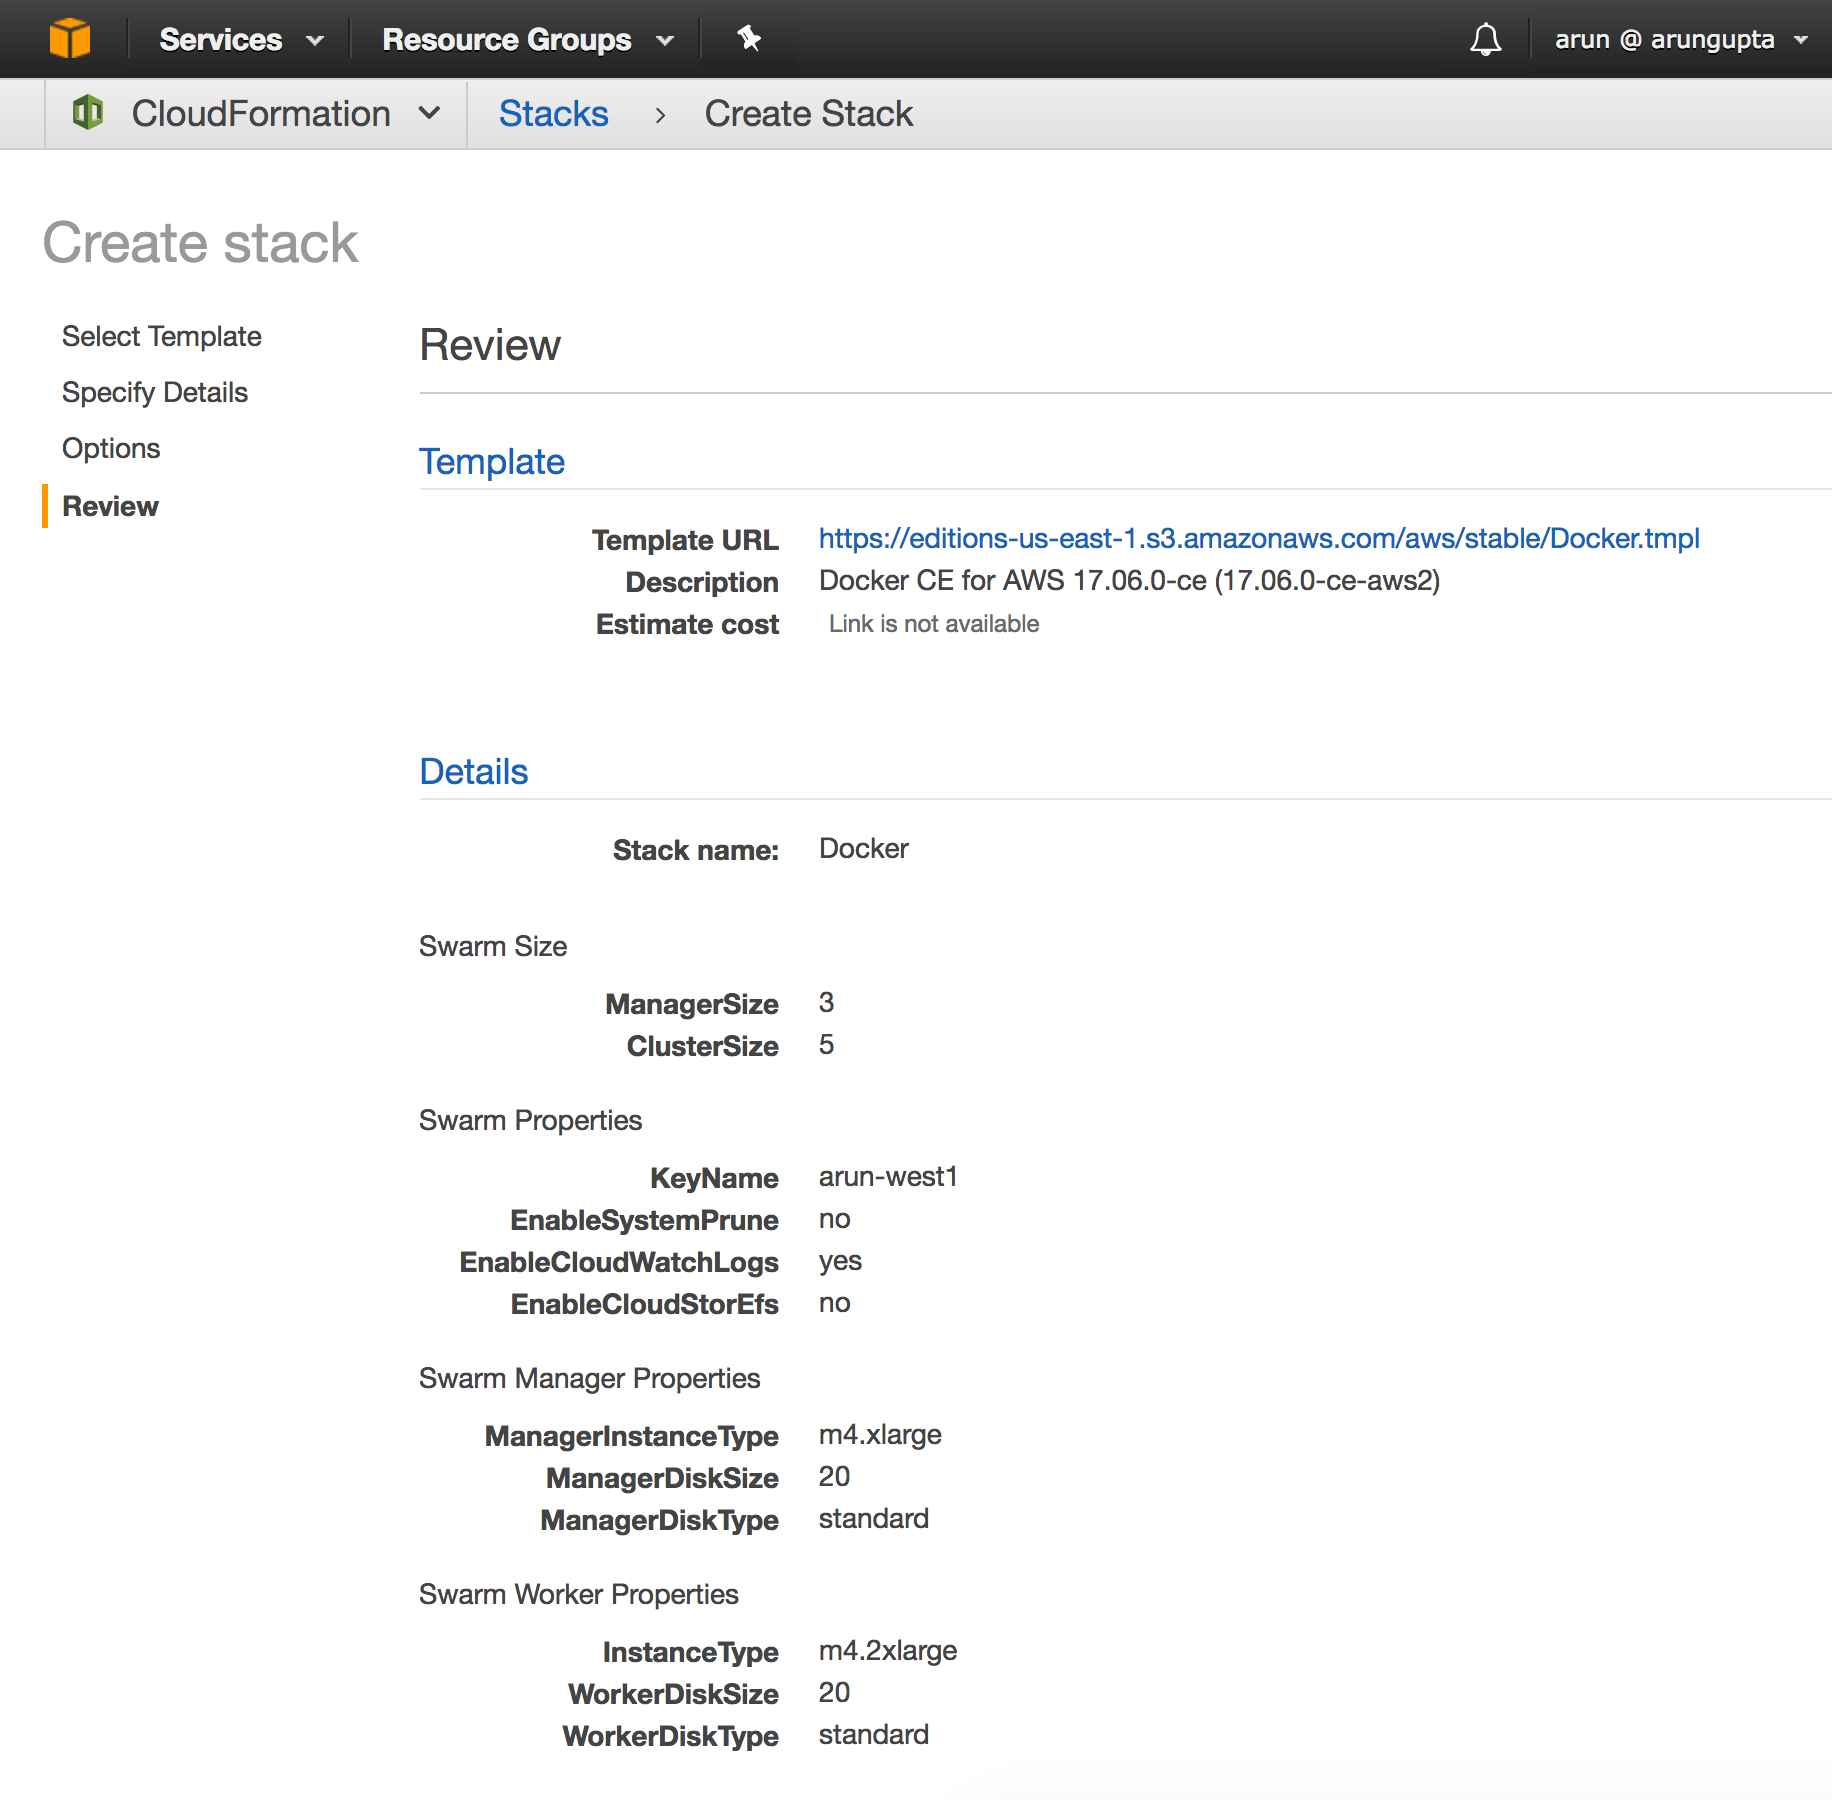 Services Resource Groups arun @ arungupta
CloudFormation Stacks > Create Stack
Create stack
Select Template
Specify Details
Options
Review
Review
Template
Template URL https://editions-us-east-1.s3.amazonaws.com/aws/stable/Docker.tmpl
Description Docker CE for AWS 17.06.0-ce (17.06.0-ce-aws2)
Estimate cost Link is not available
Details
Stack name: Docker
Swarm Size
ManagerSize 3
ClusterSize 5
Swarm Properties
KeyName arun-west1
EnableSystemPrune no
EnableCloudWatchLogs yes
EnableCloudStorEfs no
Swarm Manager Properties
ManagerInstanceType m4.xlarge
ManagerDiskSize 20
ManagerDiskType standard
Swarm Worker Properties
InstanceType m4.2xlarge
WorkerDiskSize 20
WorkerDiskType standard